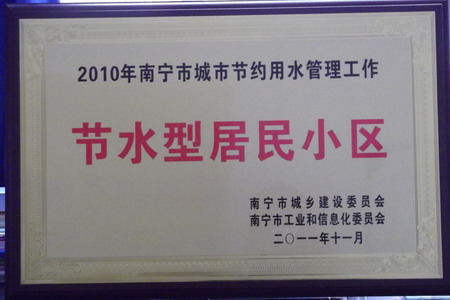 2010年南宁市城市节约用水管理工作
节水型居民小区
南宁市城乡建设委员会
南宁市工业和信息化委员会
二〇一一年十一月